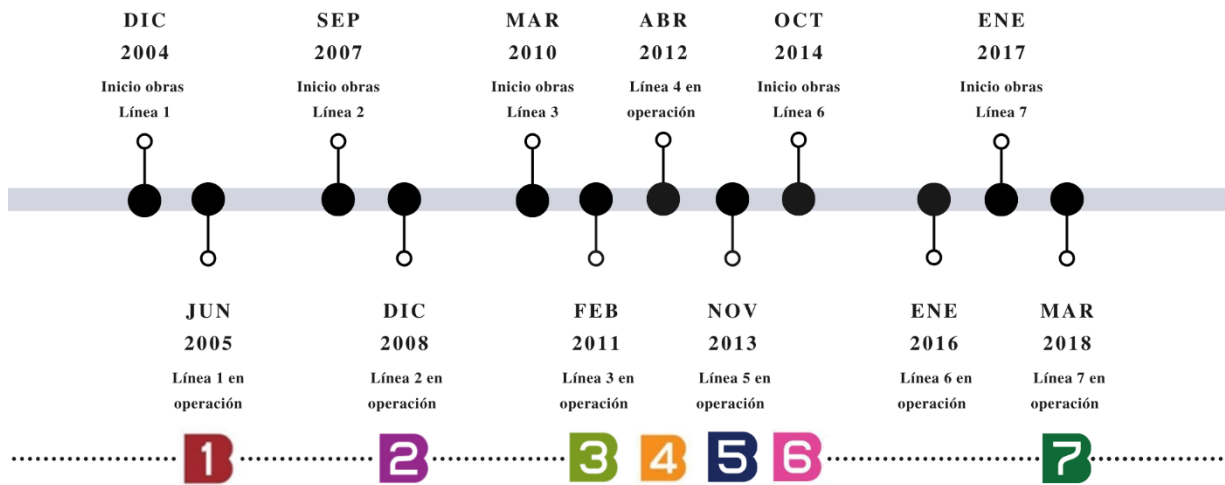 DIC
2004
Inicio obras
Línea 1
SEP
2007
Inicio obras
Línea 2
MAR
2010
Inicio obras
Línea 3
ABR
2012
Línea 4 en
operación
OCT
2014
Inicio obras
Línea 6
ENE
2017
Inicio obras
Línea 7
JUN
2005
Línea 1 en
operación
DIC
2008
Línea 2 en
operación
FEB
2011
Línea 3 en
operación
NOV
2013
Línea 5 en
operación
ENE
2016
Línea 6 en
operación
MAR
2018
Línea 7 en
operación
1
2
3
4
5
6
7